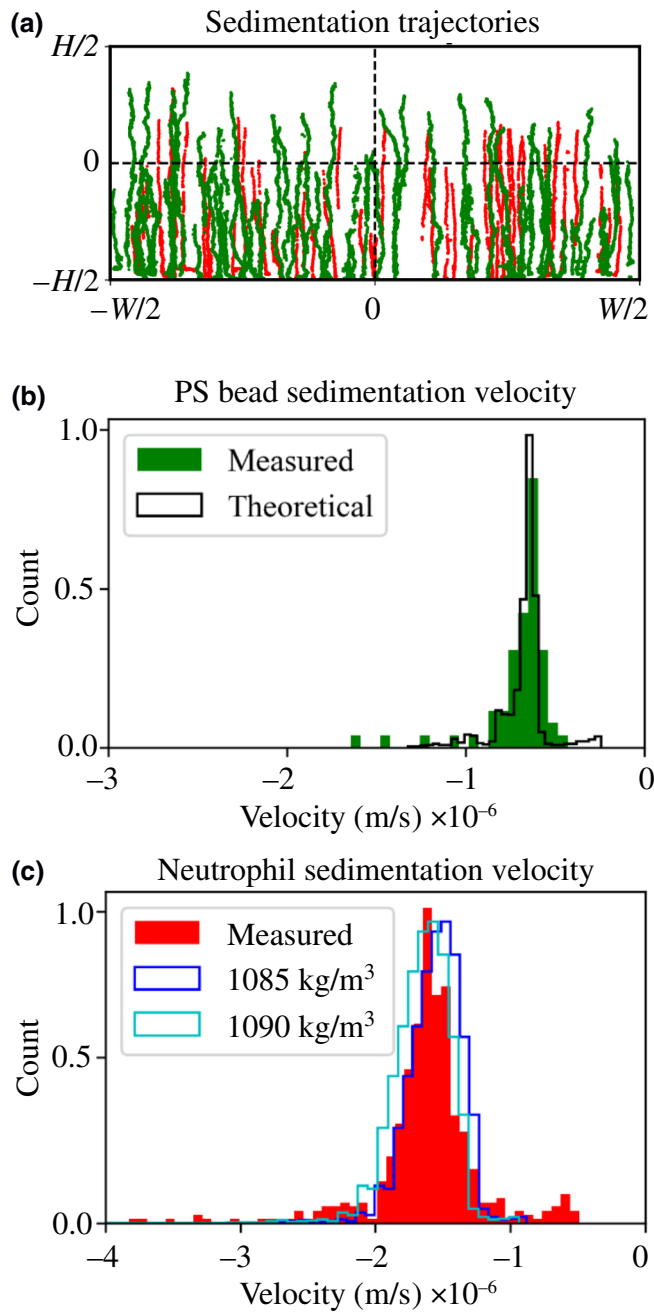 (a) Sedimentation trajectories
H/2
0
−H/2
−W/2 0 W/2
(b) PS bead sedimentation velocity
1.0
Measured
Theoretical
0.5
Count
0.0
−3 −2 −1 0
Velocity (m/s) ×10⁻⁶
(c) Neutrophil sedimentation velocity
1.0
Measured
1085 kg/m³
1090 kg/m³
0.5
Count
0.0
−4 −3 −2 −1 0
Velocity (m/s) ×10⁻⁶